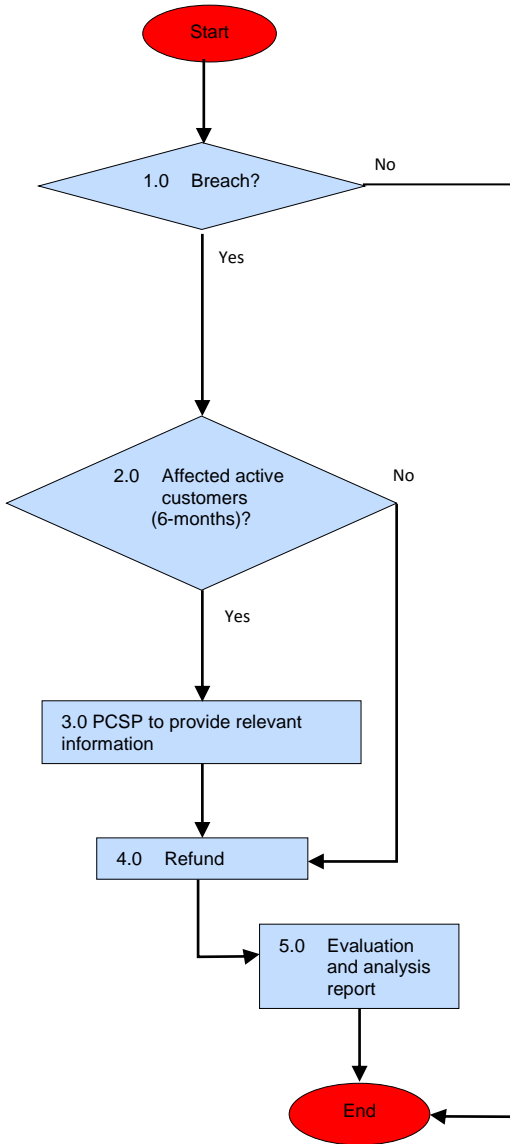 Start
1.0 Breach?
No
Yes
2.0 Affected active
customers
(6-months)?
No
Yes
3.0 PCSP to provide relevant
information
4.0 Refund
5.0 Evaluation
and analysis
report
End